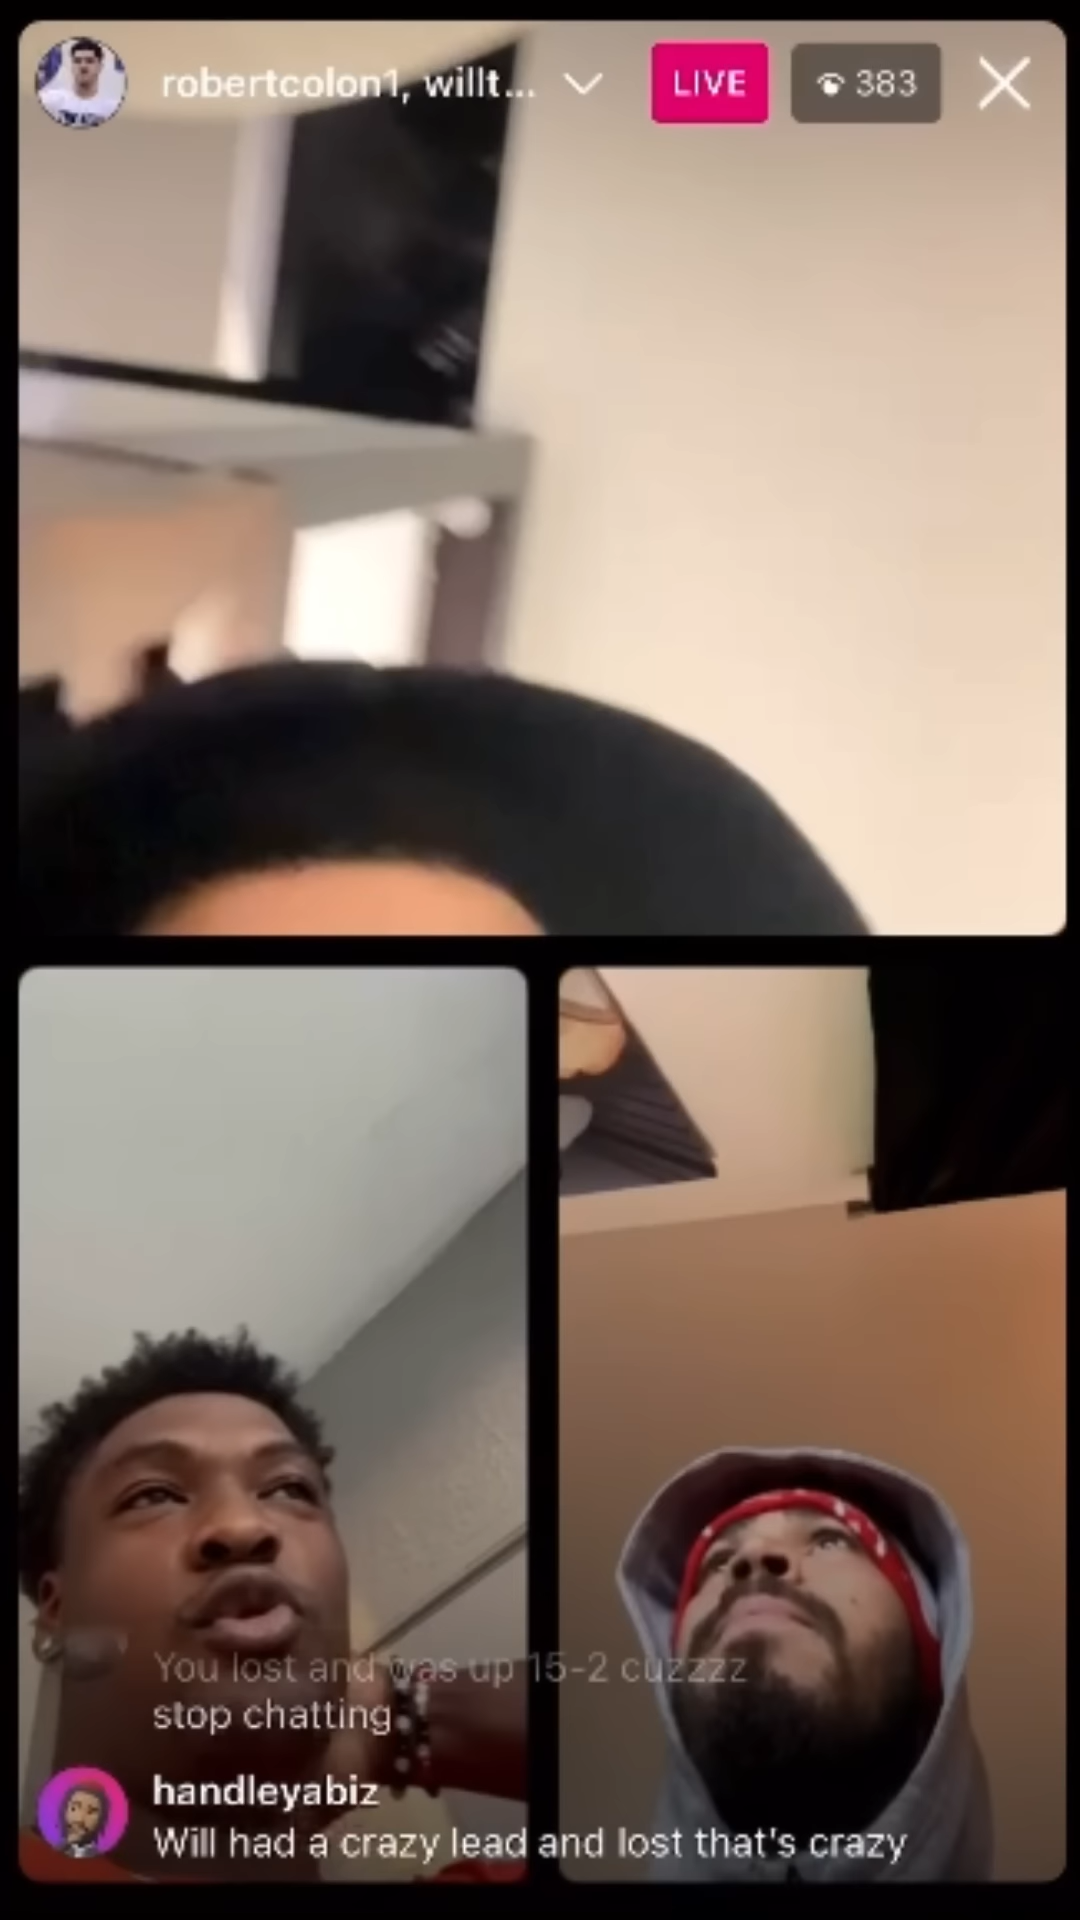 robertcolon1, willt...
LIVE
383
You lost and was up 15-2 cuzzzz
stop chatting
handleyabiz
Will had a crazy lead and lost that's crazy